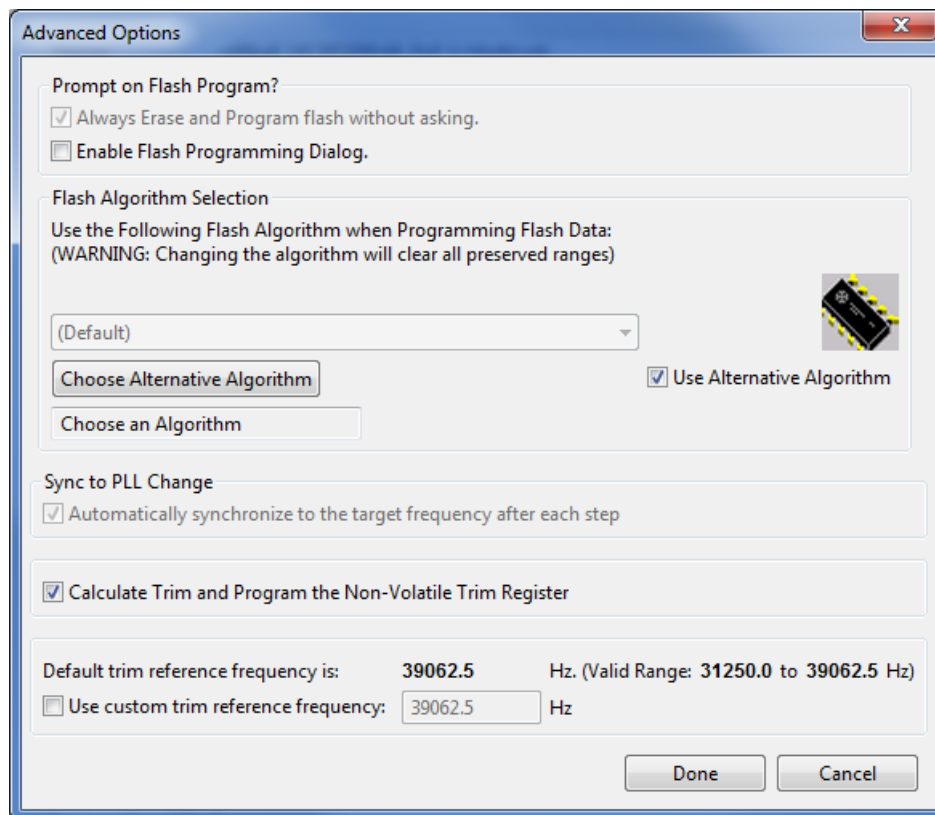 Advanced Options
Prompt on Flash Program?
Always Erase and Program flash without asking.
Enable Flash Programming Dialog.
Flash Algorithm Selection
Use the Following Flash Algorithm when Programming Flash Data:
(WARNING: Changing the algorithm will clear all preserved ranges)
(Default)
Choose Alternative Algorithm
Use Alternative Algorithm
Choose an Algorithm
Sync to PLL Change
Automatically synchronize to the target frequency after each step
Calculate Trim and Program the Non-Volatile Trim Register
Default trim reference frequency is: 39062.5 Hz. (Valid Range: 31250.0 to 39062.5 Hz)
Use custom trim reference frequency: 39062.5 Hz
Done Cancel